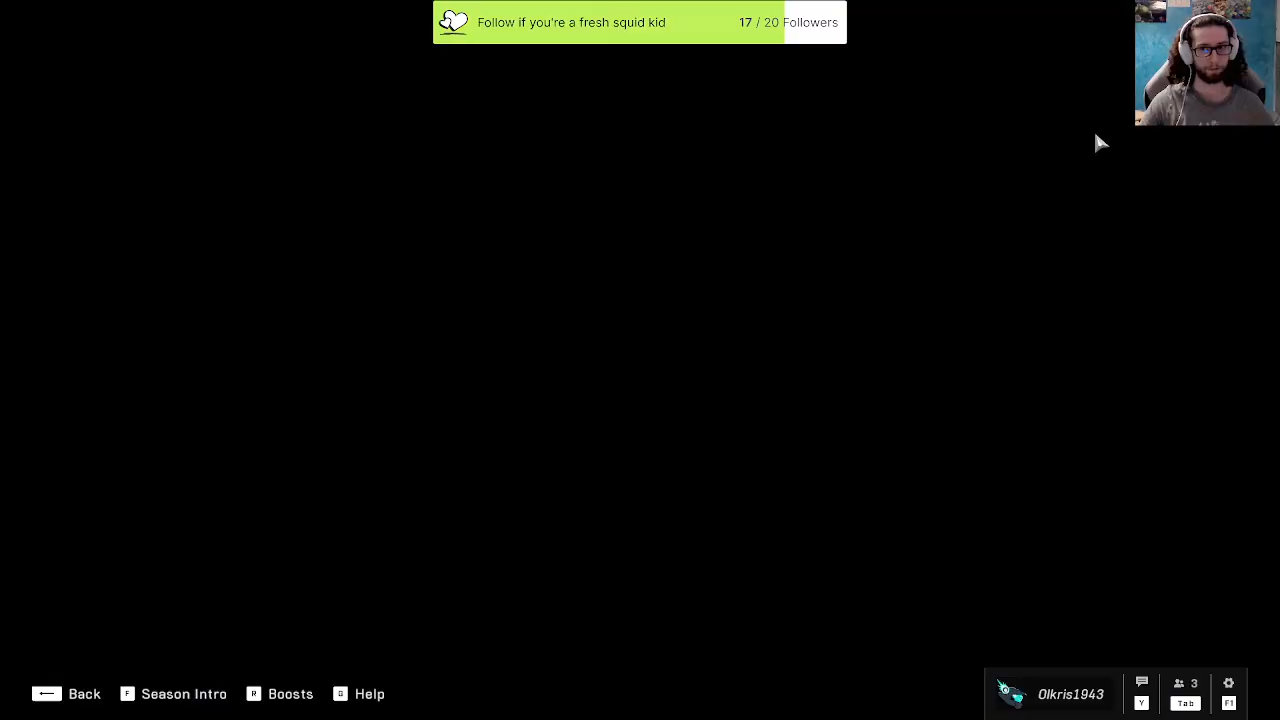 Follow if you're a fresh squid kid 17 / 20 Followers
Back F Season Intro R Boosts G Help
Olkris1943 Y 3 Tab F1